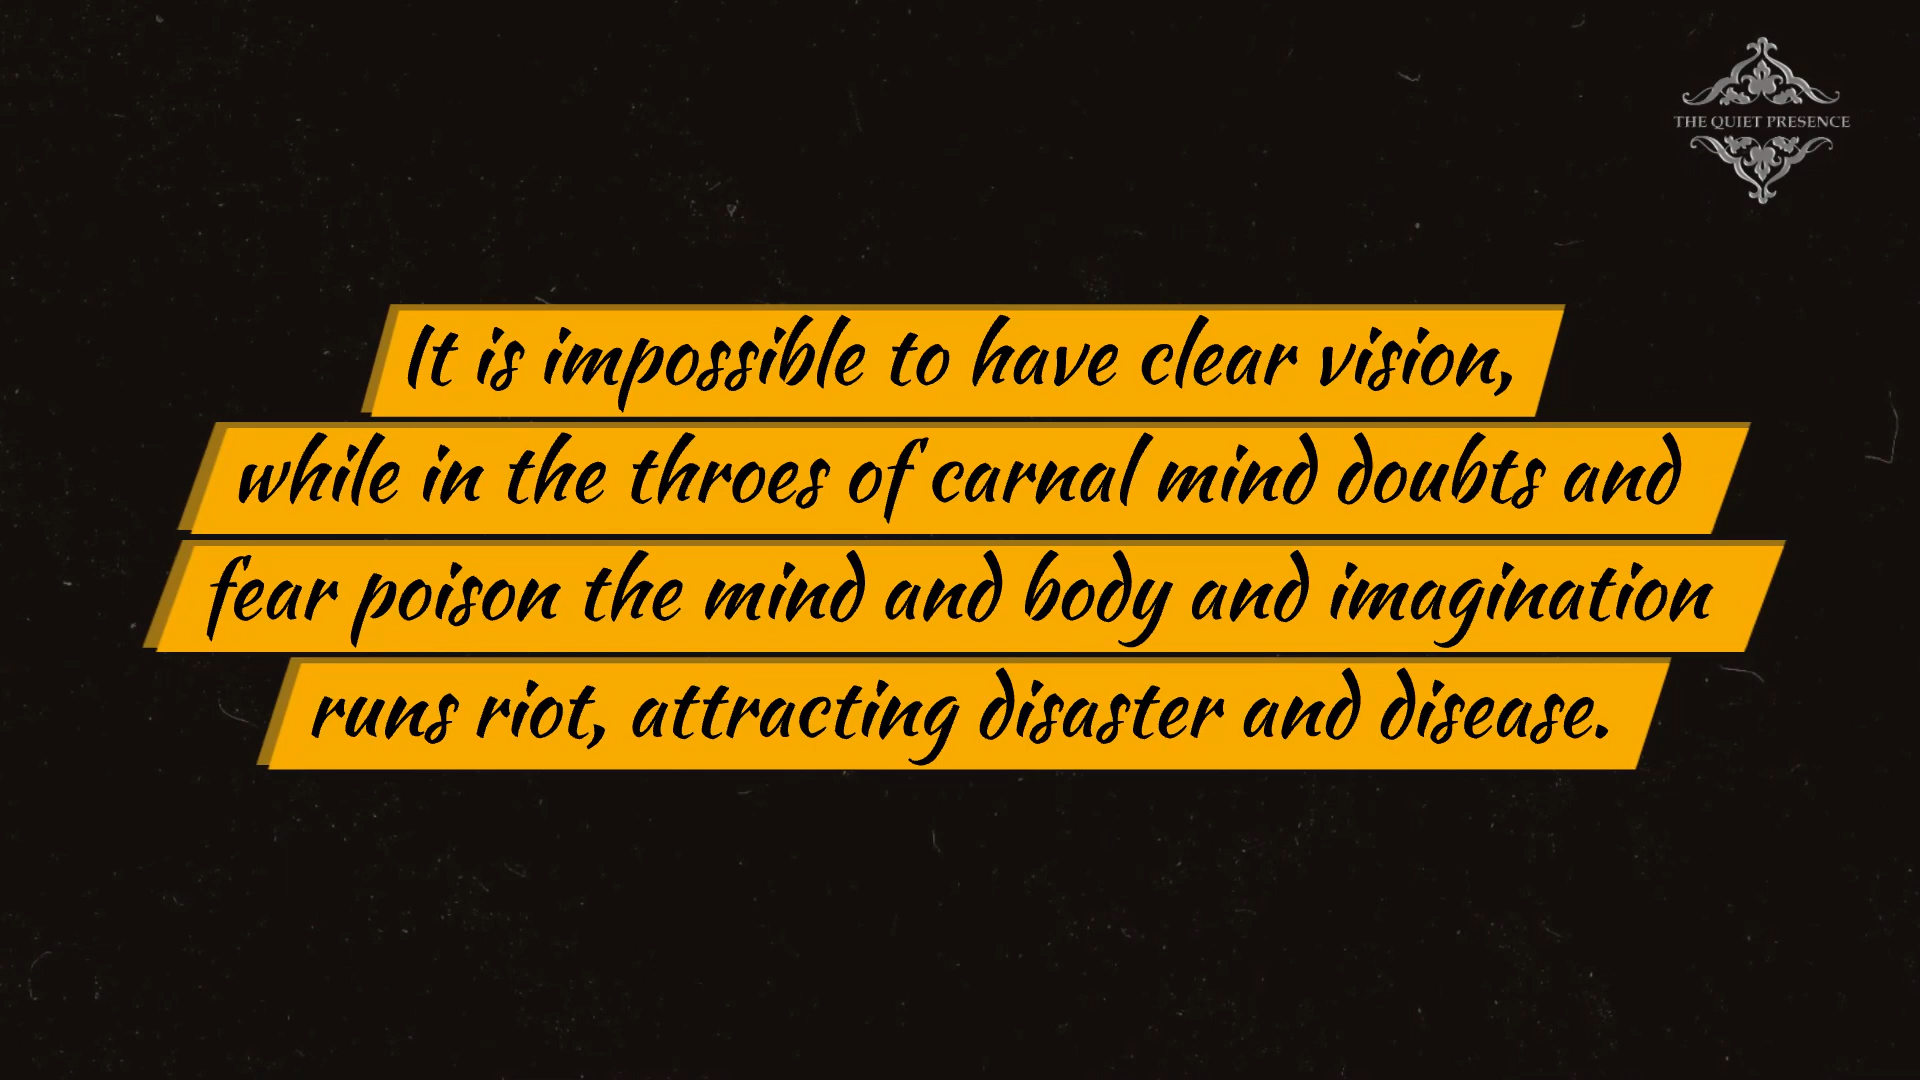 THE QUIET PRESENCE
It is impossible to have clear vision,
while in the throes of carnal mind doubts and
fear poison the mind and body and imagination
runs riot, attracting disaster and disease.